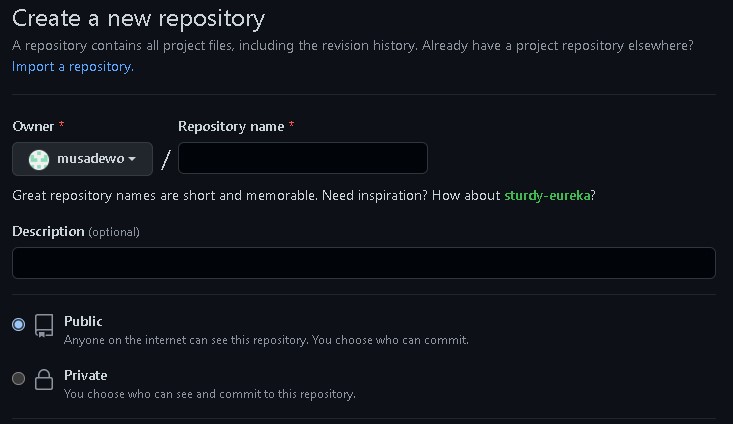 Create a new repository
A repository contains all project files, including the revision history. Already have a project repository elsewhere?
Import a repository.
Owner * Repository name *
musadewo /
Great repository names are short and memorable. Need inspiration? How about sturdy-eureka?
Description (optional)
Public
Anyone on the internet can see this repository. You choose who can commit.
Private
You choose who can see and commit to this repository.